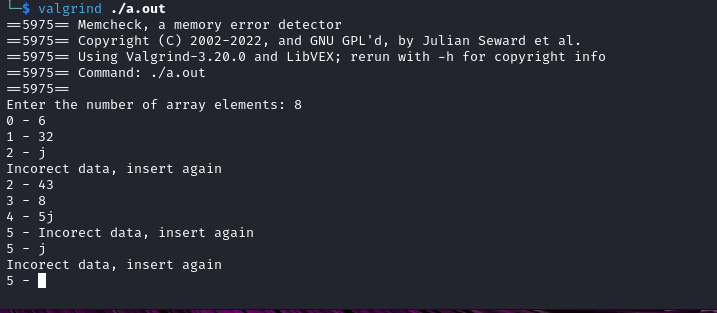 └─$ valgrind ./a.out
==5975== Memcheck, a memory error detector
==5975== Copyright (C) 2002-2022, and GNU GPL'd, by Julian Seward et al.
==5975== Using Valgrind-3.20.0 and LibVEX; rerun with -h for copyright info
==5975== Command: ./a.out
==5975==
Enter the number of array elements: 8
0 - 6
1 - 32
2 - j
Incorect data, insert again
2 - 43
3 - 8
4 - 5j
5 - Incorect data, insert again
5 - j
Incorect data, insert again
5 -